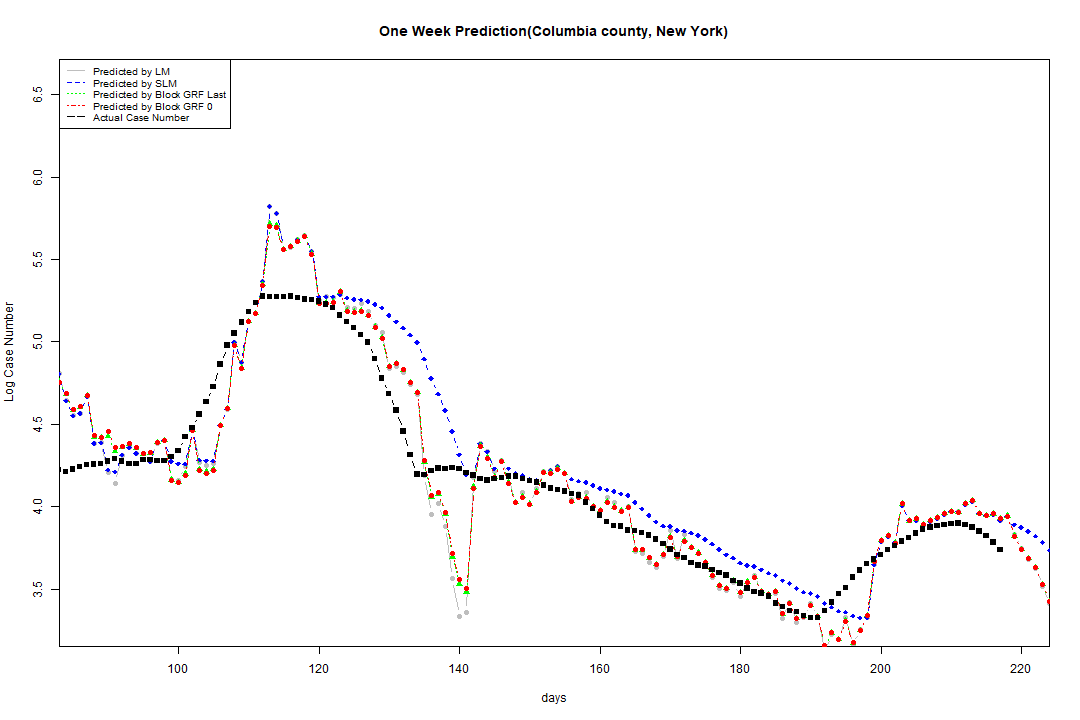 One Week Prediction(Columbia county, New York)
Predicted by LM
Predicted by SLM
Predicted by Block GRF Last
Predicted by Block GRF 0
Actual Case Number
6.5
6.0
5.5
5.0
4.5
4.0
3.5
Log Case Number
100 120 140 160 180 200 220
days